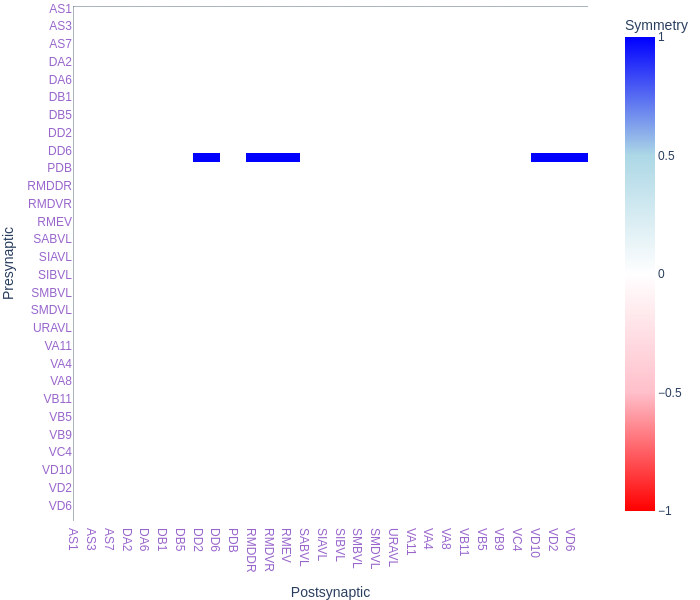 AS1
AS3
AS7
DA2
DA6
DB1
DB5
DD2
DD6
PDB
RMDDR
RMDVR
RMEV
SABVL
SIAVL
SIBVL
SMBVL
SMDVL
URAVL
VA11
VA4
VA8
VB11
VB5
VB9
VC4
VD10
VD2
VD6
Presynaptic
AS1
AS3
AS7
DA2
DA6
DB1
DB5
DD2
DD6
PDB
RMDDR
RMDVR
RMEV
SABVL
SIAVL
SIBVL
SMBVL
SMDVL
URAVL
VA11
VA4
VA8
VB11
VB5
VB9
VC4
VD10
VD2
VD6
Postsynaptic
Symmetry
1
0.5
0
−0.5
−1